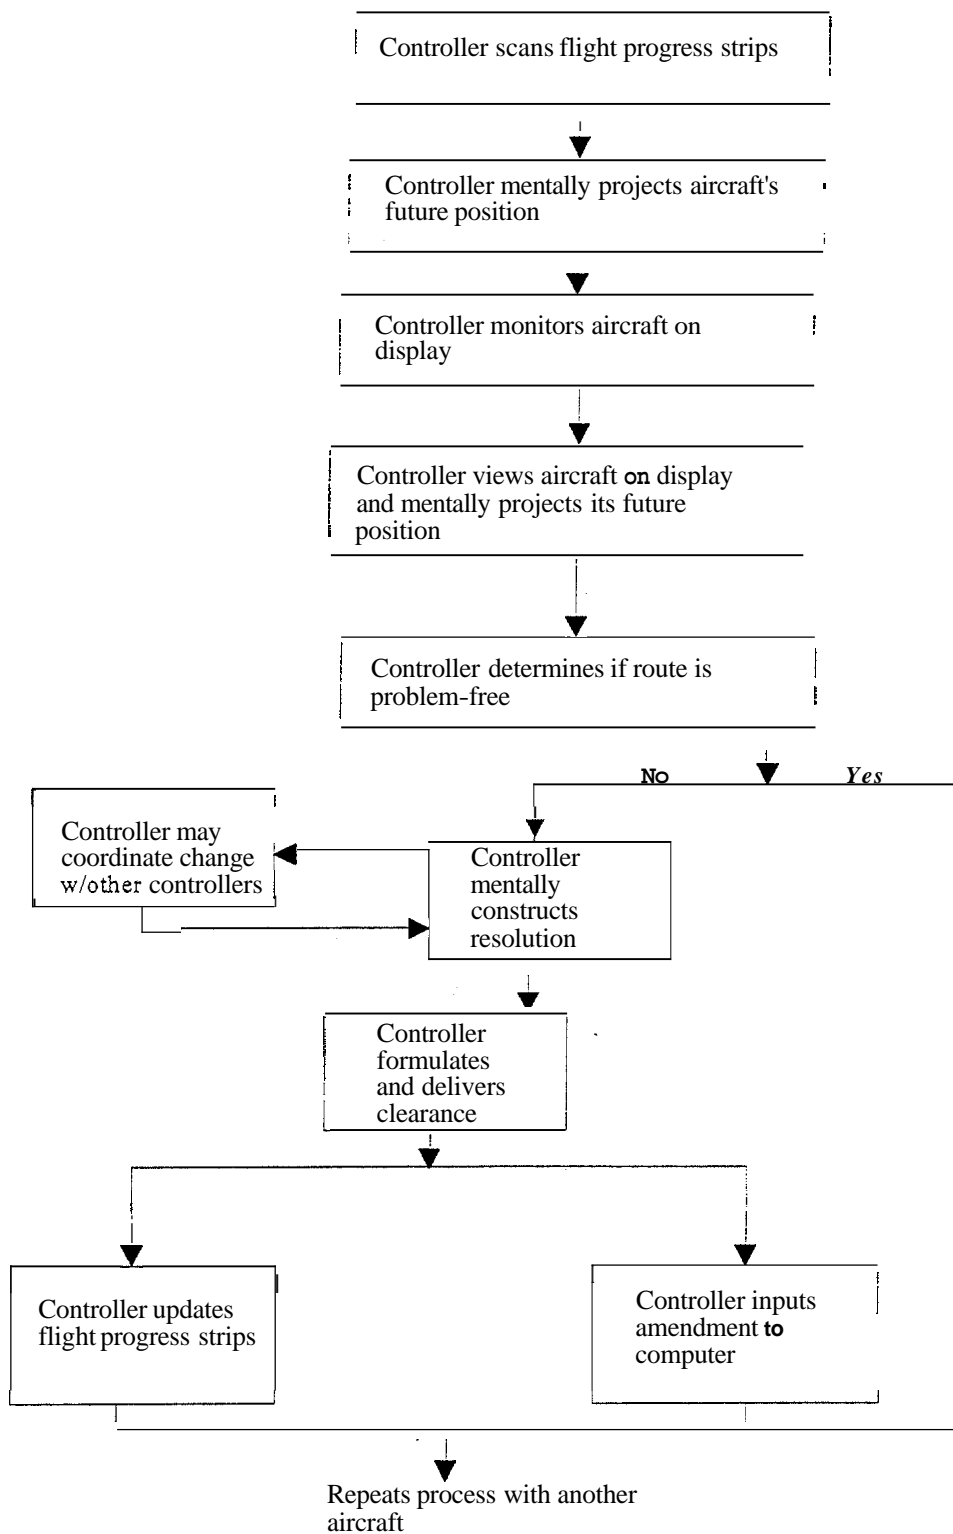 Controller scans flight progress strips
Controller mentally projects aircraft's
future position
Controller monitors aircraft on
display
Controller views aircraft on display
and mentally projects its future
position
Controller determines if route is
problem-free
No
Yes
Controller may
coordinate change
w/other controllers
Controller
mentally
constructs
resolution
Controller
formulates
and delivers
clearance
Controller updates
flight progress strips
Controller inputs
amendment to
computer
Repeats process with another
aircraft